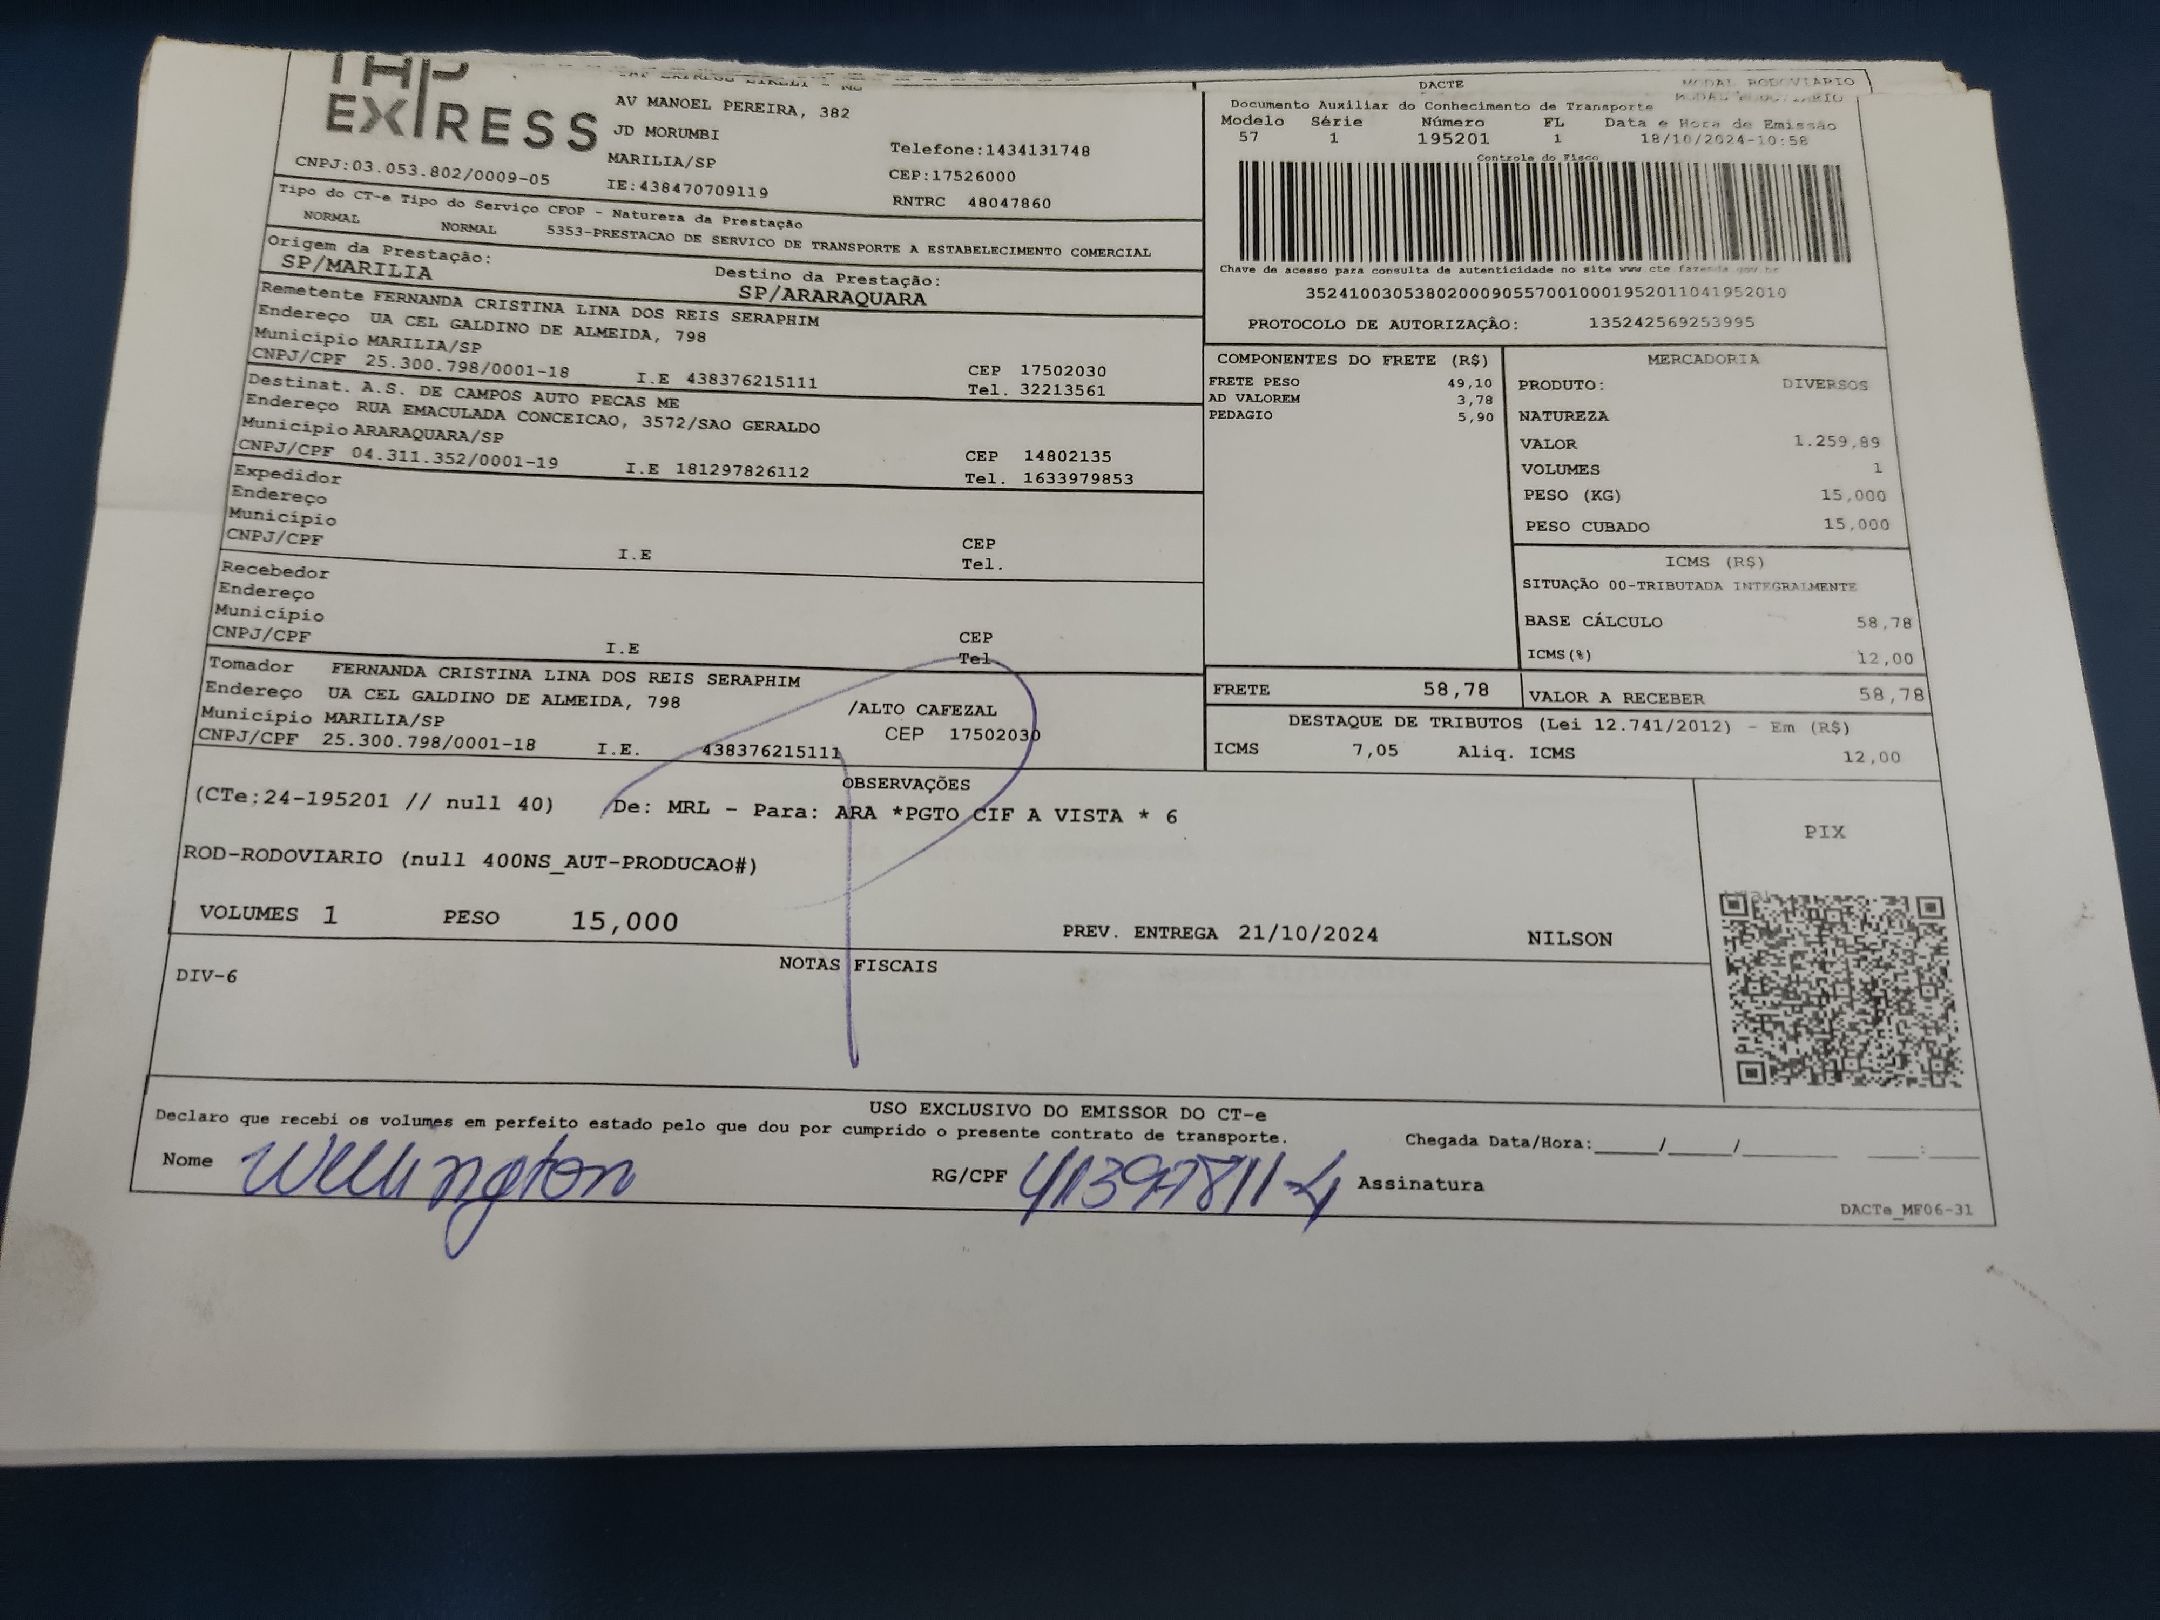 THP
EXPRESS
AV MANOEL PEREIRA, 382
JD MORUMBI
MARILIA/SP
IE:438470709119
Telefone:1434131748
CEP:17526000
RNTRC 48047860
CNPJ:03.053.802/0009-05
Tipo do CT-e Tipo do Serviço CFOP - Natureza da Prestação
NORMAL NORMAL 5353-PRESTACAO DE SERVICO DE TRANSPORTE A ESTABELECIMENTO COMERCIAL
Origem da Prestação:
SP/MARILIA
Destino da Prestação:
SP/ARARAQUARA
Remetente FERNANDA CRISTINA LINA DOS REIS SERAPHIM
Endereço UA CEL GALDINO DE ALMEIDA, 798
Município MARILIA/SP CEP 17502030
CNPJ/CPF 25.300.798/0001-18 I.E 438376215111 Tel. 32213561
Destinat. A.S. DE CAMPOS AUTO PECAS ME
Endereço RUA EMACULADA CONCEICAO, 3572/SAO GERALDO
Município ARARAQUARA/SP CEP 14802135
CNPJ/CPF 04.311.352/0001-19 I.E 181297826112 Tel. 1633979853
Expedidor
Endereço
Município CEP
CNPJ/CPF I.E Tel.
Recebedor
Endereço
Município CEP
CNPJ/CPF I.E Tel
Tomador FERNANDA CRISTINA LINA DOS REIS SERAPHIM
Endereço UA CEL GALDINO DE ALMEIDA, 798 /ALTO CAFEZAL
Município MARILIA/SP CEP 17502030
CNPJ/CPF 25.300.798/0001-18 I.E. 438376215111
DACTE MODAL RODOVIARIO
Documento Auxiliar do Conhecimento de Transporte
Modelo Série Número FL Data e Hora de Emissão
57 1 195201 1 18/10/2024-10:58
Controle do Fisco
Chave de acesso para consulta de autenticidade no site www.cte.fazenda.gov.br
35241003053802000905570010001952011041952010
PROTOCOLO DE AUTORIZAÇÂO: 135242569253995
COMPONENTES DO FRETE (R$)
FRETE PESO 49,10
AD VALOREM 3,78
PEDAGIO 5,90
MERCADORIA
PRODUTO: DIVERSOS
NATUREZA
VALOR 1.259,89
VOLUMES 1
PESO (KG) 15,000
PESO CUBADO 15,000
ICMS (R$)
SITUAÇÃO 00-TRIBUTADA INTEGRALMENTE
BASE CÁLCULO 58,78
ICMS(%) 12,00
FRETE 58,78 VALOR A RECEBER 58,78
DESTAQUE DE TRIBUTOS (Lei 12.741/2012) - Em (R$)
ICMS 7,05 Aliq. ICMS 12,00
OBSERVAÇÕES
(CTe:24-195201 // null 40) De: MRL - Para: ARA *PGTO CIF A VISTA * 6
ROD-RODOVIARIO (null 400NS_AUT-PRODUCAO#)
VOLUMES 1 PESO 15,000 PREV. ENTREGA 21/10/2024 NILSON
PIX
NOTAS FISCAIS
DIV-6
USO EXCLUSIVO DO EMISSOR DO CT-e
Declaro que recebi os volumes em perfeito estado pelo que dou por cumprido o presente contrato de transporte.
Chegada Data/Hora:____/____/______ ___:___
Nome Wellington RG/CPF 41397811-4 Assinatura
DACTe_MF06-31